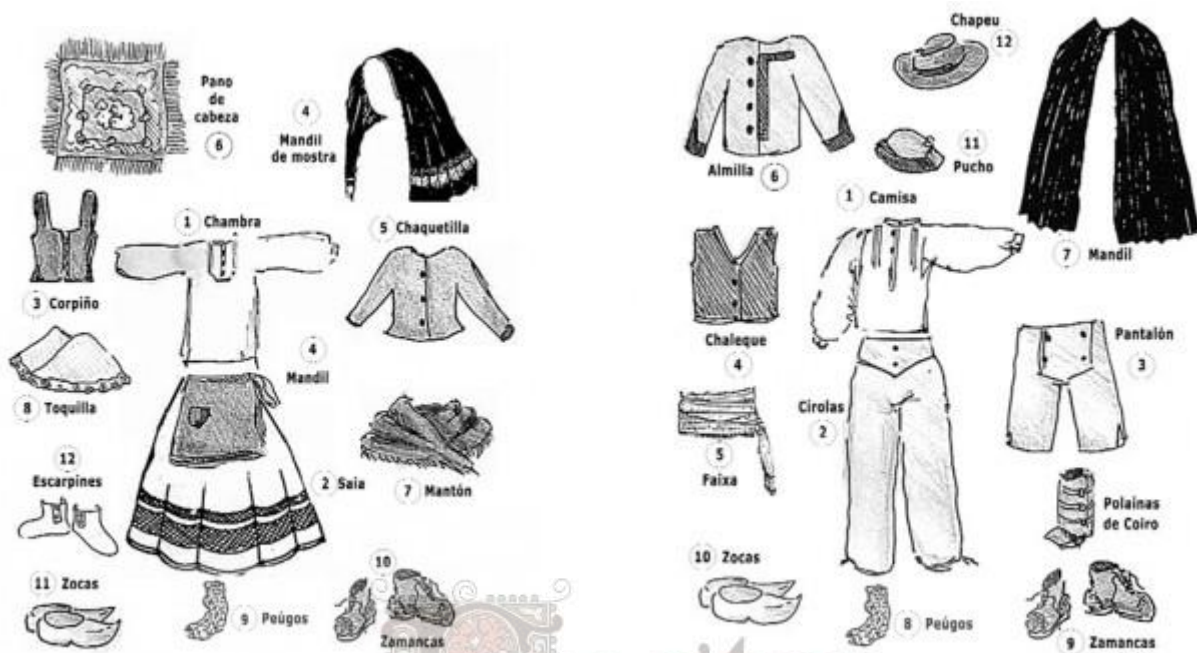 Pano
de
cabeza
6
4
Mandil
de mostra
3 Corpiño
1 Chambra
5 Chaquetilla
4
Mandil
8 Toquilla
12
Escarpines
2 Saia
7 Mantón
11 Zocas
9 Peúgos
10
Zamancas
Chapeu
12
Almilla
6
11
Pucho
1 Camisa
7 Mandil
Chaleque
4
Pantalón
3
Cirolas
2
5
Faixa
Polainas
de Coiro
10 Zocas
8 Peúgos
9 Zamancas